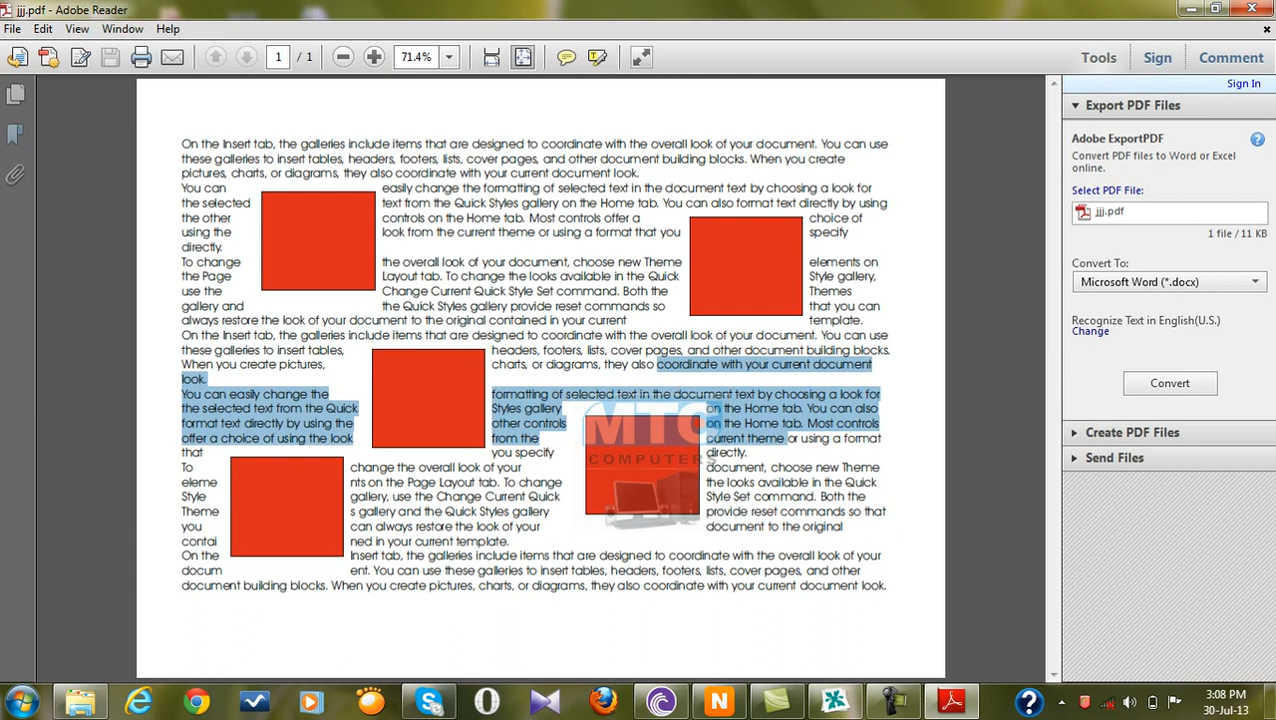 jjj.pdf - Adobe Reader
File Edit View Window Help
1 / 1 71.4% Tools Sign Comment
Sign In
Export PDF Files
Adobe ExportPDF
Convert PDF files to Word or Excel
online.
Select PDF File:
jjj.pdf
1 file / 11 KB
Convert To:
Microsoft Word (*.docx)
Recognize Text in English(U.S.)
Change
Convert
Create PDF Files
Send Files
On the Insert tab, the galleries include items that are designed to coordinate with the overall look of your document. You can use
these galleries to insert tables, headers, footers, lists, cover pages, and other document building blocks. When you create
pictures, charts, or diagrams, they also coordinate with your current document look.
You can easily change the formatting of selected text in the document text by choosing a look for
the selected text from the Quick Styles gallery on the Home tab. You can also format text directly by using
the other controls on the Home tab. Most controls offer a choice of
using the look from the current theme or using a format that you specify
directly.
To change the overall look of your document, choose new Theme elements on
the Page Layout tab. To change the looks available in the Quick Style gallery,
use the Change Current Quick Style Set command. Both the Themes
gallery and the Quick Styles gallery provide reset commands so that you can
always restore the look of your document to the original contained in your current template.
On the Insert tab, the galleries include items that are designed to coordinate with the overall look of your document. You can use
these galleries to insert tables, headers, footers, lists, cover pages, and other document building blocks.
When you create pictures, charts, or diagrams, they also coordinate with your current document
look.
You can easily change the formatting of selected text in the document text by choosing a look for
the selected text from the Quick Styles gallery on the Home tab. You can also
format text directly by using the other controls on the Home tab. Most controls
offer a choice of using the look from the current theme or using a format
that you specify directly.
To change the overall look of your document, choose new Theme
eleme nts on the Page Layout tab. To change the looks available in the Quick
Style gallery, use the Change Current Quick Style Set command. Both the
Theme s gallery and the Quick Styles gallery provide reset commands so that
you can always restore the look of your document to the original
contai ned in your current template.
On the Insert tab, the galleries include items that are designed to coordinate with the overall look of your
docum ent. You can use these galleries to insert tables, headers, footers, lists, cover pages, and other
document building blocks. When you create pictures, charts, or diagrams, they also coordinate with your current document look.
MTC
COMPUTERS
3:08 PM
30-Jul-13